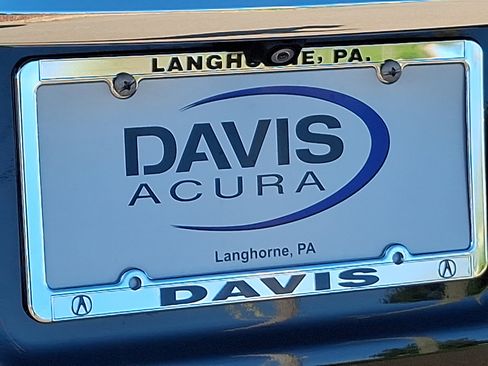 LANGHORNE, PA.
DAVIS
ACURA
Langhorne, PA
DAVIS